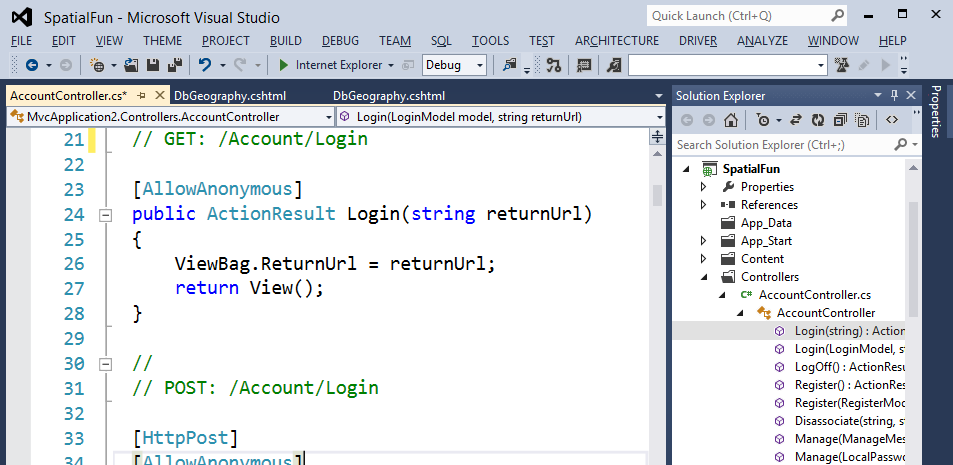 SpatialFun - Microsoft Visual Studio
Quick Launch (Ctrl+Q)
FILE EDIT VIEW THEME PROJECT BUILD DEBUG TEAM SQL TOOLS TEST ARCHITECTURE DRIVER ANALYZE WINDOW HELP
Internet Explorer Debug
AccountController.cs* DbGeography.cshtml DbGeography.cshtml
MvcApplication2.Controllers.AccountController Login(LoginModel model, string returnUrl)
21 // GET: /Account/Login
22
23 [AllowAnonymous]
24 public ActionResult Login(string returnUrl)
25 {
26 ViewBag.ReturnUrl = returnUrl;
27 return View();
28 }
29
30 //
31 // POST: /Account/Login
32
33 [HttpPost]
34 [AllowAnonymous]
Solution Explorer
Search Solution Explorer (Ctrl+;)
SpatialFun
Properties
References
App_Data
App_Start
Content
Controllers
C# AccountController.cs
AccountController
Login(string) : Action
Login(LoginModel, s
LogOff() : ActionResu
Register() : ActionRes
Register(RegisterMod
Disassociate(string, s
Manage(ManageMes
Manage(LocalPasswo
Properties